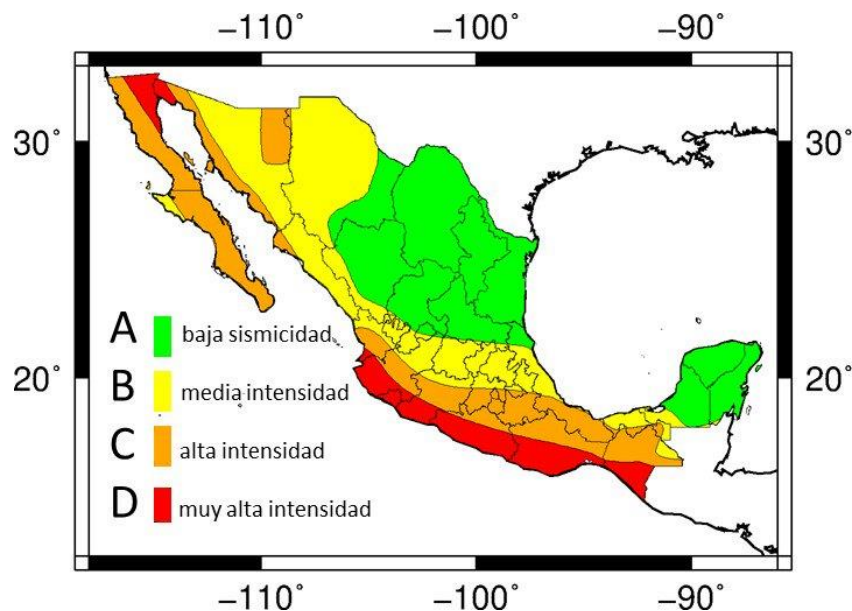 −110° −100° −90°
30° 30°
20° 20°
A baja sismicidad
B media intensidad
C alta intensidad
D muy alta intensidad
−110° −100° −90°